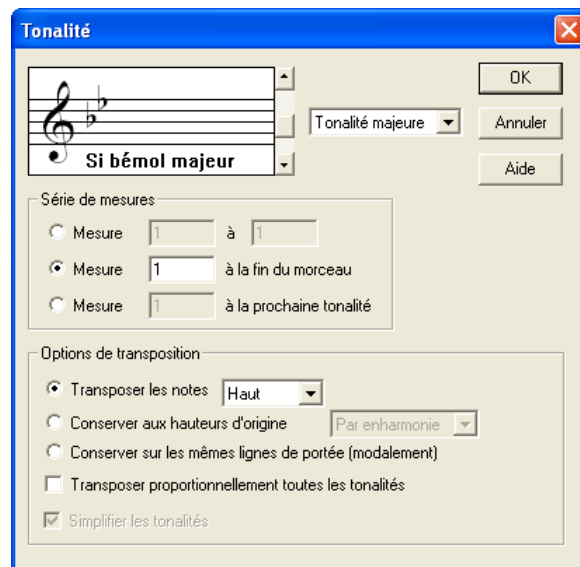 Tonalité
Si bémol majeur
Tonalité majeure
OK
Annuler
Aide
Série de mesures
Mesure 1 à 1
Mesure 1 à la fin du morceau
Mesure 1 à la prochaine tonalité
Options de transposition
Transposer les notes Haut
Conserver aux hauteurs d'origine Par enharmonie
Conserver sur les mêmes lignes de portée (modalement)
Transposer proportionnellement toutes les tonalités
Simplifier les tonalités